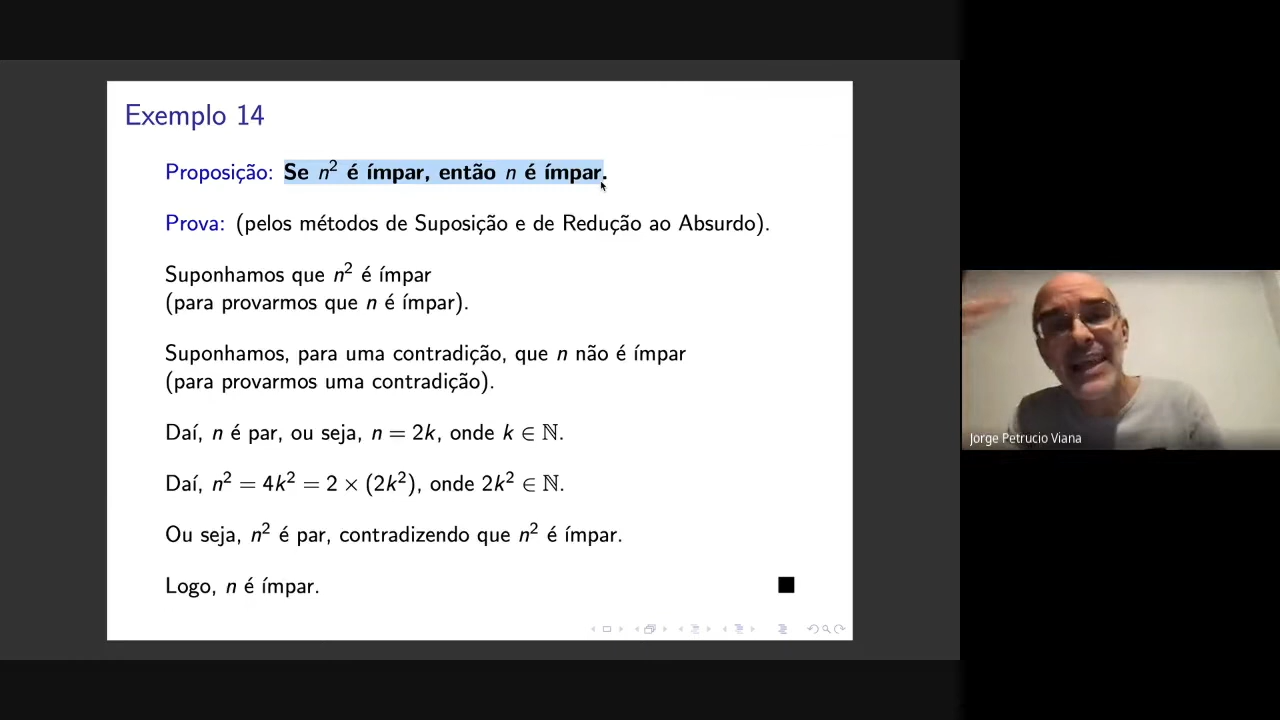 Exemplo 14
Proposição: Se n² é ímpar, então n é ímpar.
Prova: (pelos métodos de Suposição e de Redução ao Absurdo).
Suponhamos que n² é ímpar
(para provarmos que n é ímpar).
Suponhamos, para uma contradição, que n não é ímpar
(para provarmos uma contradição).
Daí, n é par, ou seja, n = 2k, onde k ∈ ℕ.
Daí, n² = 4k² = 2 × (2k²), onde 2k² ∈ ℕ.
Ou seja, n² é par, contradizendo que n² é ímpar.
Logo, n é ímpar. ■
Jorge Petrucio Viana